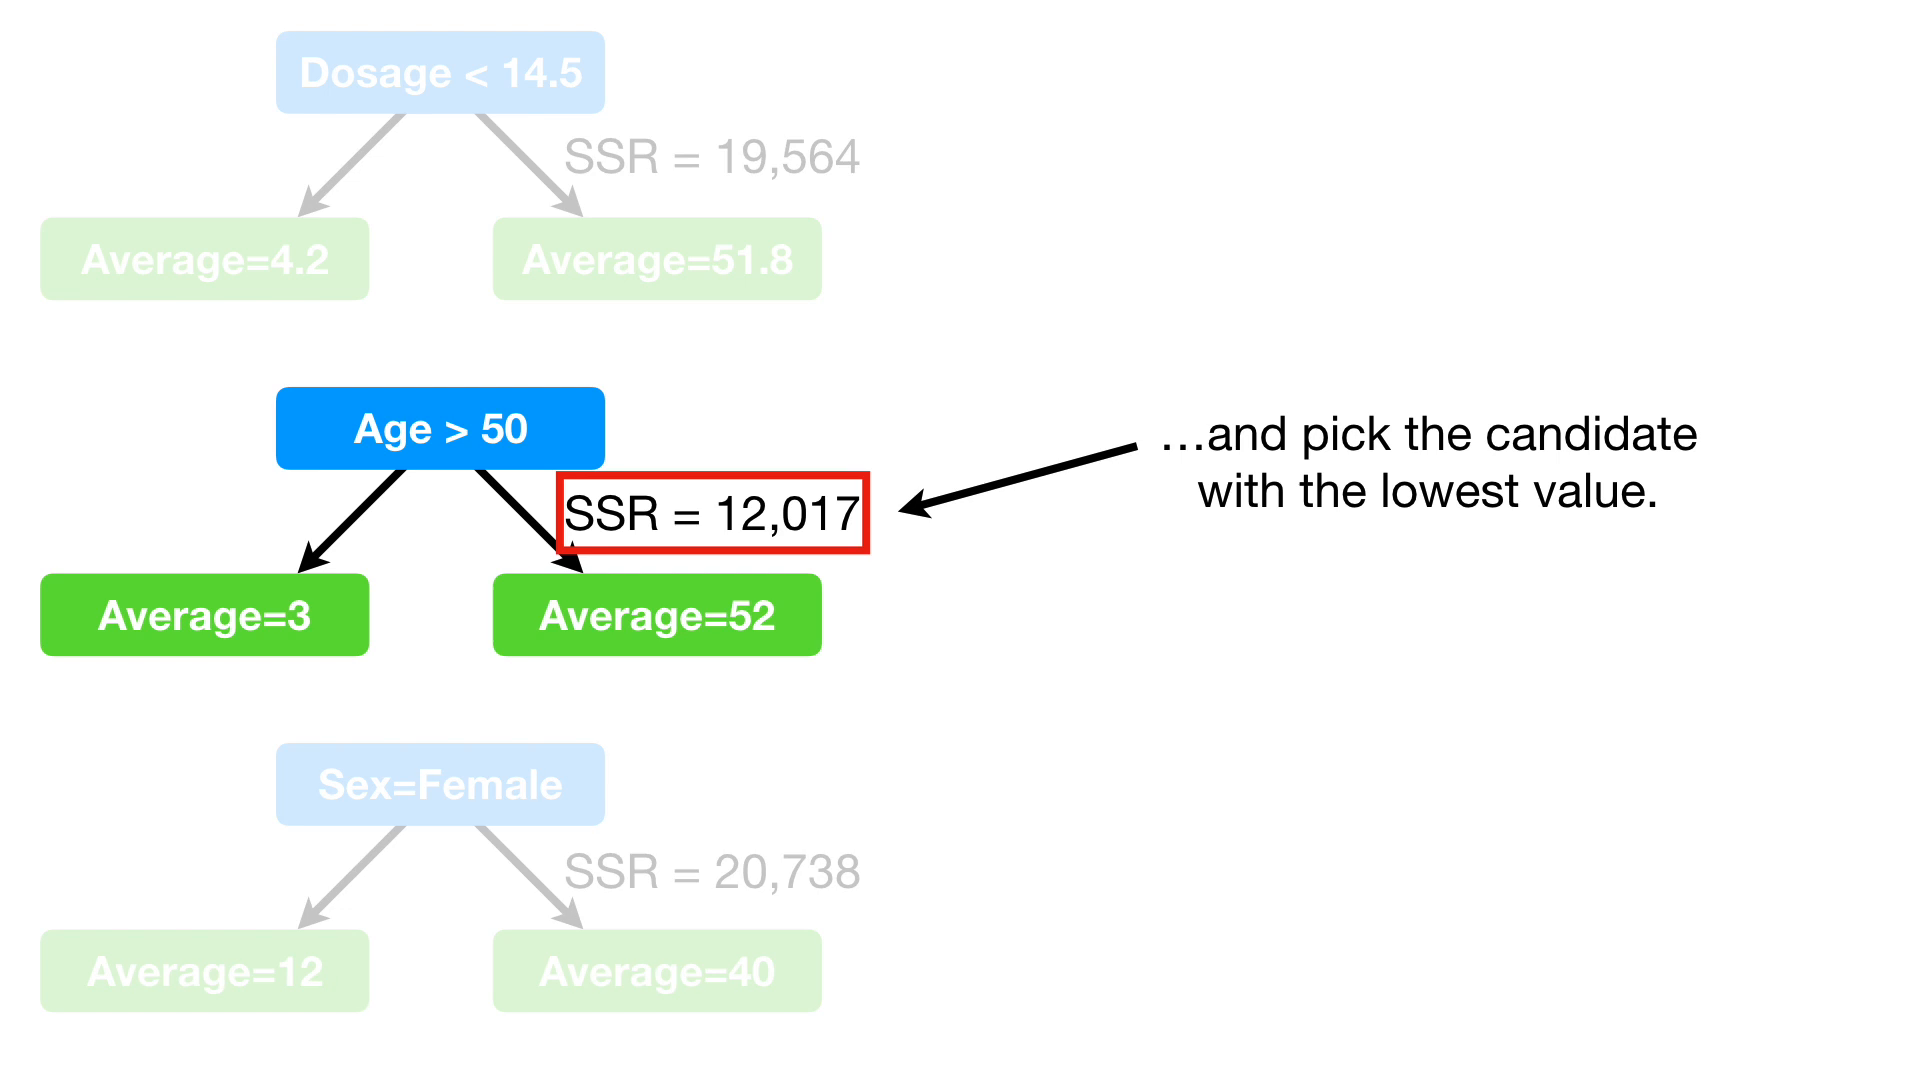 Dosage < 14.5
SSR = 19,564
Average=4.2
Average=51.8
Age > 50
SSR = 12,017
Average=3
Average=52
…and pick the candidate
with the lowest value.
Sex=Female
SSR = 20,738
Average=12
Average=40